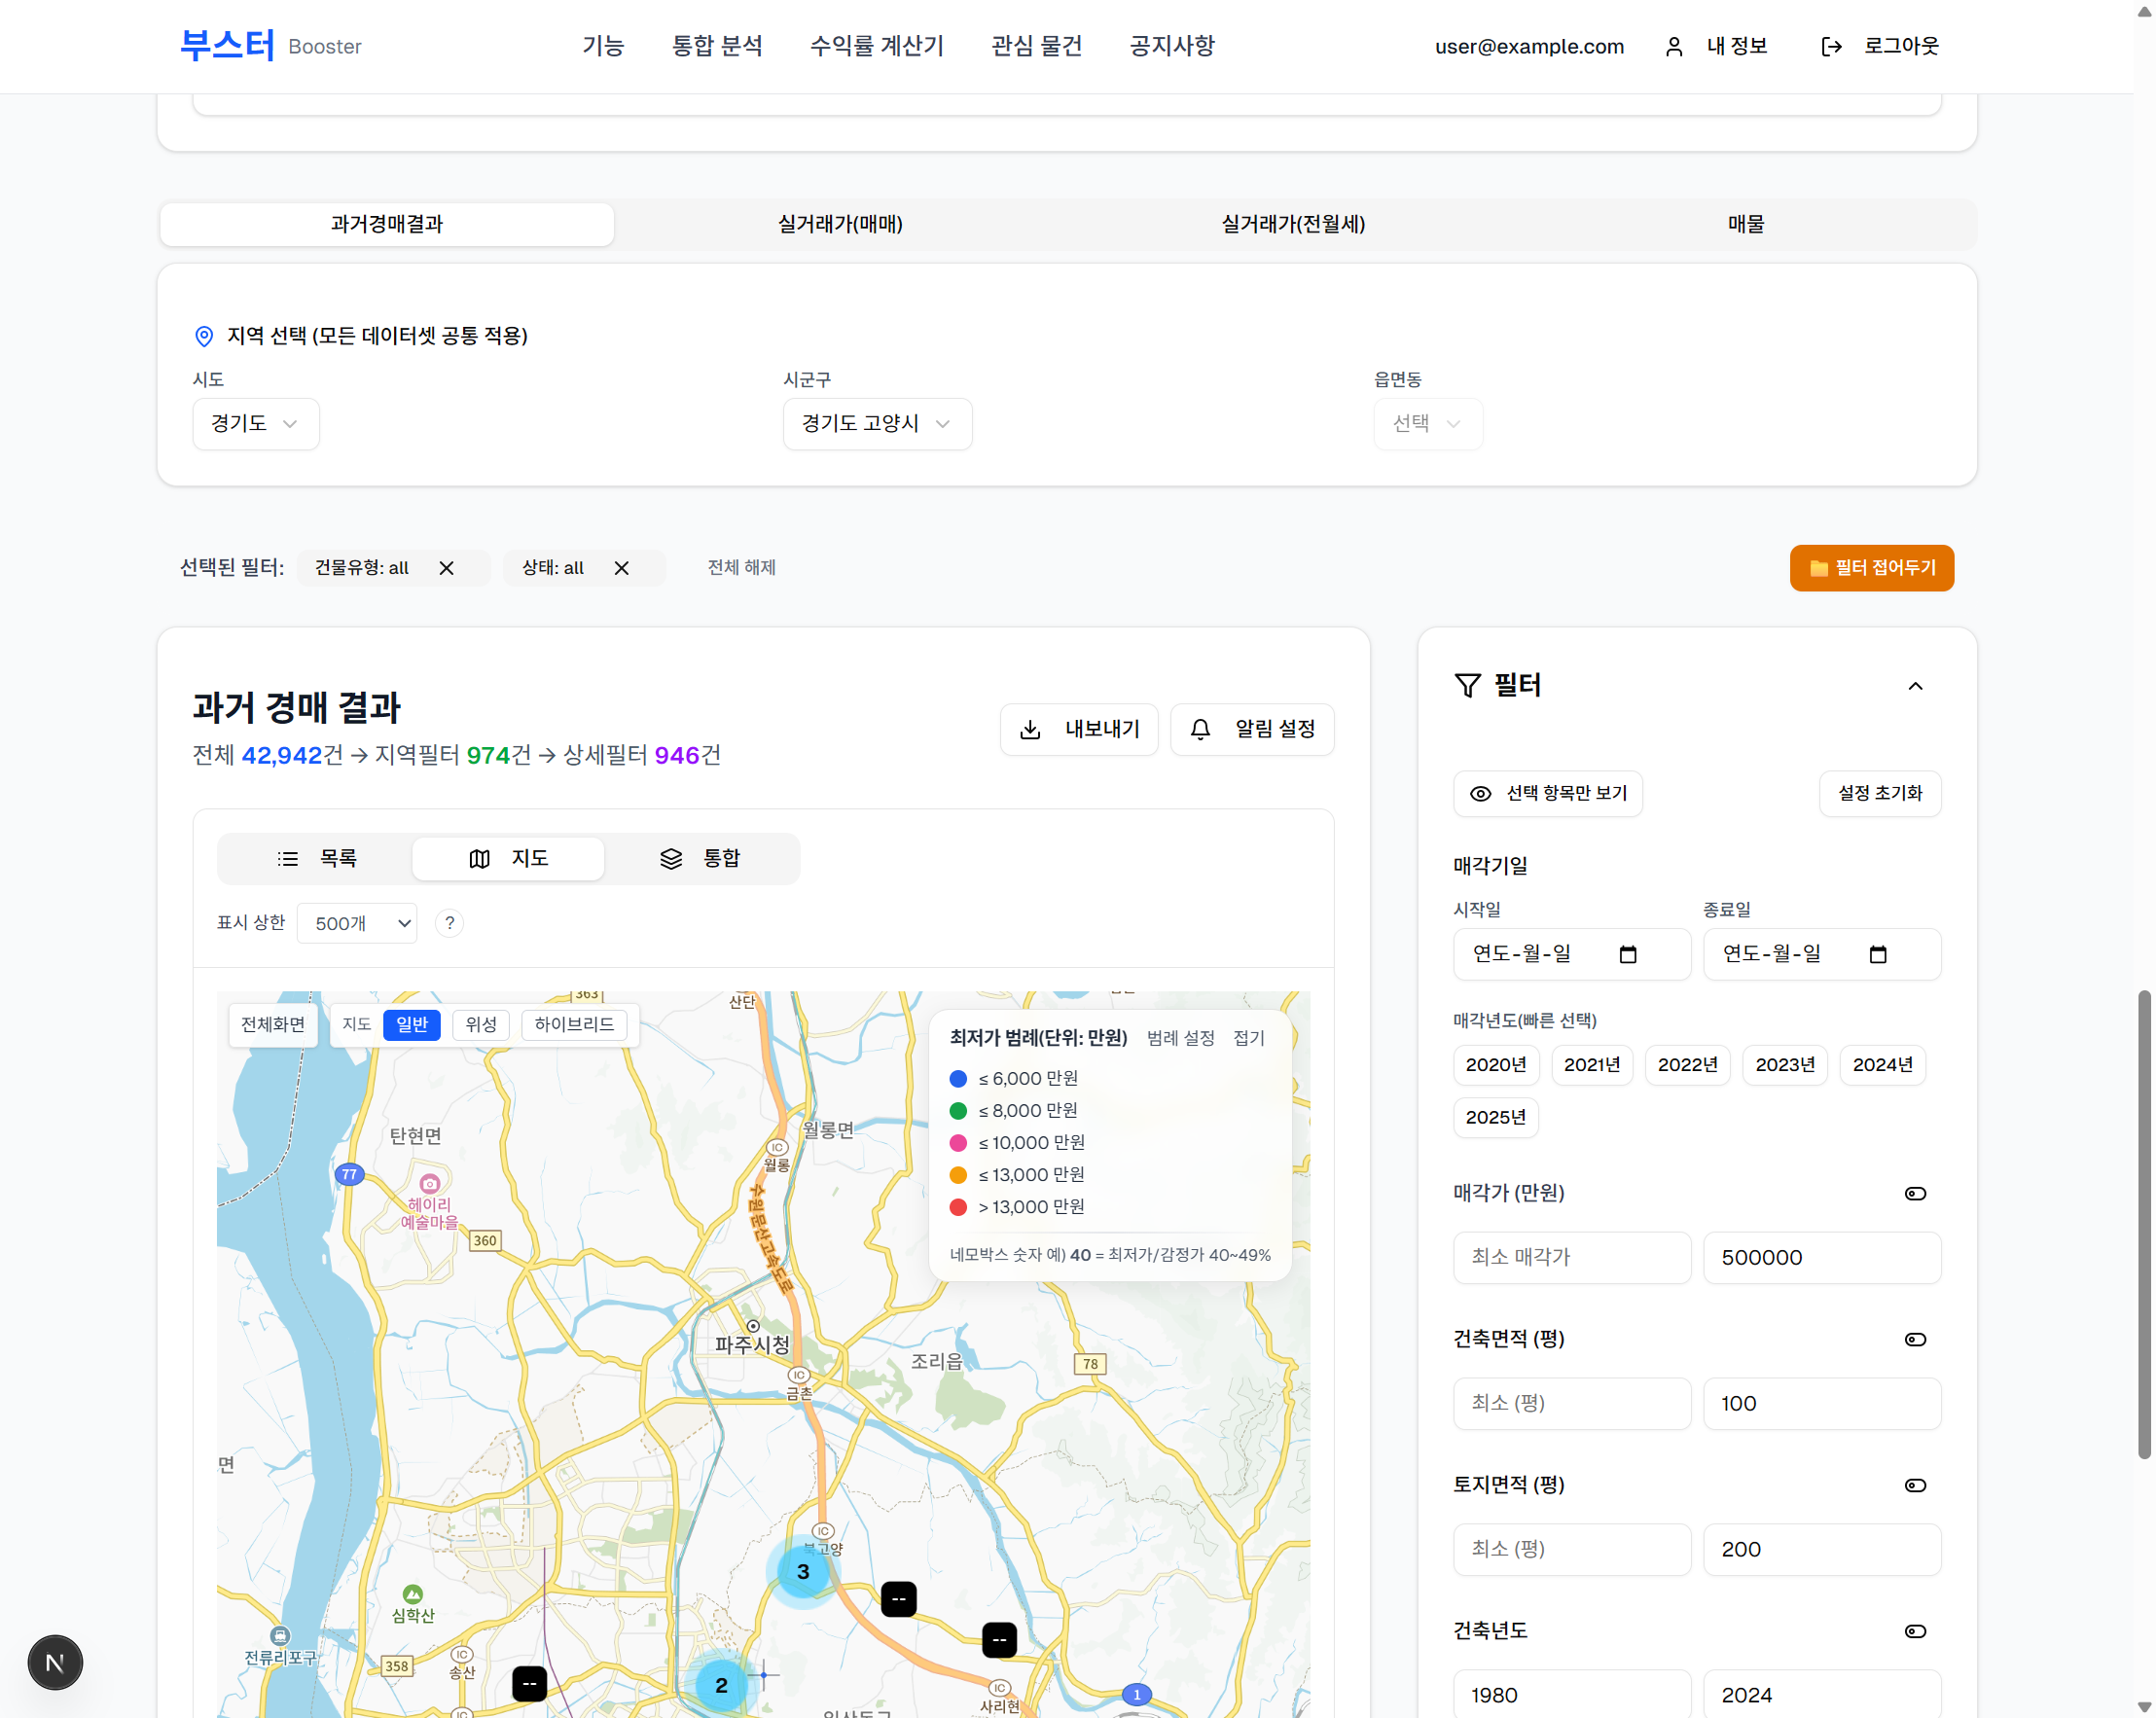 부스터 Booster
기능 통합 분석 수익률 계산기 관심 물건 공지사항
user@example.com 내 정보 로그아웃
과거경매결과 실거래가(매매) 실거래가(전월세) 매물
지역 선택 (모든 데이터셋 공통 적용)
시도 시군구 읍면동
경기도 경기도 고양시 선택
선택된 필터: 건물유형: all 상태: all 전체 해제
필터 접어두기
과거 경매 결과
전체 42,942건 → 지역필터 974건 → 상세필터 946건
내보내기 알림 설정
목록 지도 통합
표시 상한 500개 ?
전체화면 지도 일반 위성 하이브리드
최저가 범례(단위: 만원) 범례 설정 접기
≤ 6,000 만원
≤ 8,000 만원
≤ 10,000 만원
≤ 13,000 만원
> 13,000 만원
네모박스 숫자 예) 40 = 최저가/감정가 40~49%
363
산단
탄현면
월롱면
IC
월롱
77
헤이리
예술마을
360
수원문산고속도로
파주시청
조리읍
78
IC
금촌
면
IC
북고양
3
--
--
심학산
전류리포구
358
IC
송산
--
2
IC
사리현
1
IC
N
필터
선택 항목만 보기 설정 초기화
매각기일
시작일 종료일
연도-월-일 연도-월-일
매각년도(빠른 선택)
2020년 2021년 2022년 2023년 2024년
2025년
매각가 (만원)
최소 매각가 500000
건축면적 (평)
최소 (평) 100
토지면적 (평)
최소 (평) 200
건축년도
1980 2024